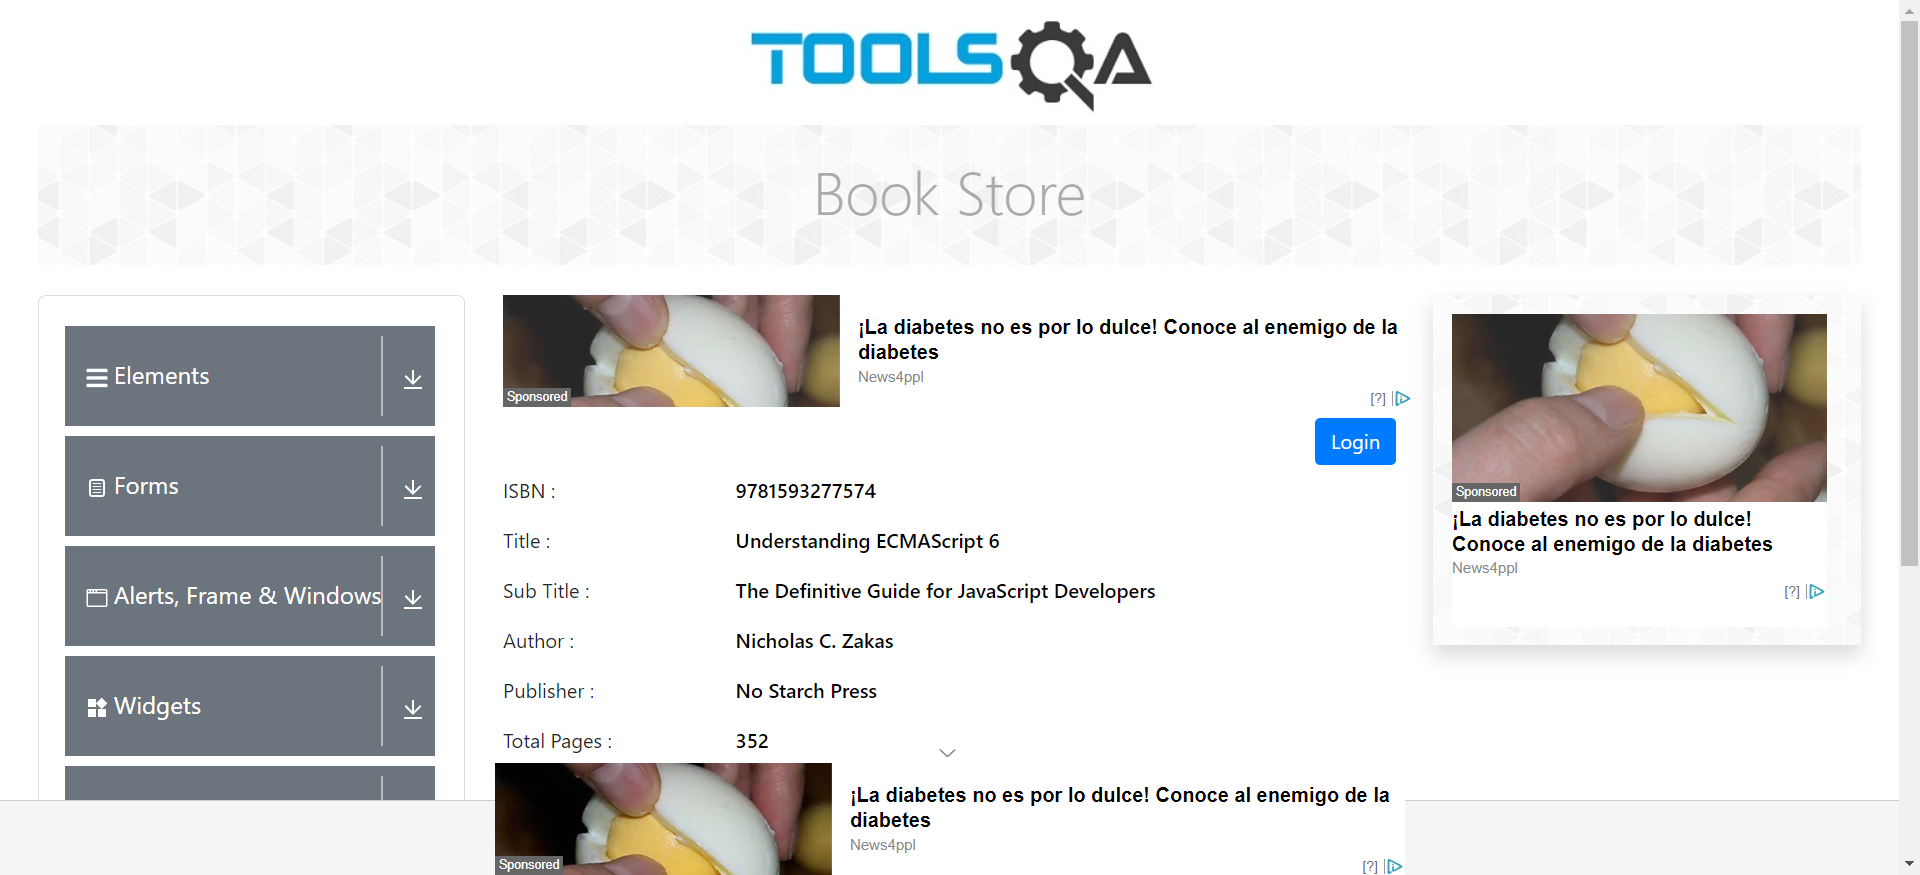 TOOLSQA
Book Store
Elements
Forms
Alerts, Frame & Windows
Widgets
¡La diabetes no es por lo dulce! Conoce al enemigo de la
diabetes
News4ppl
Sponsored
[?]
Login
ISBN :
9781593277574
Title :
Understanding ECMAScript 6
Sub Title :
The Definitive Guide for JavaScript Developers
Author :
Nicholas C. Zakas
Publisher :
No Starch Press
Total Pages :
352
Sponsored
¡La diabetes no es por lo dulce!
Conoce al enemigo de la diabetes
News4ppl
[?]
¡La diabetes no es por lo dulce! Conoce al enemigo de la
diabetes
News4ppl
Sponsored
[?]